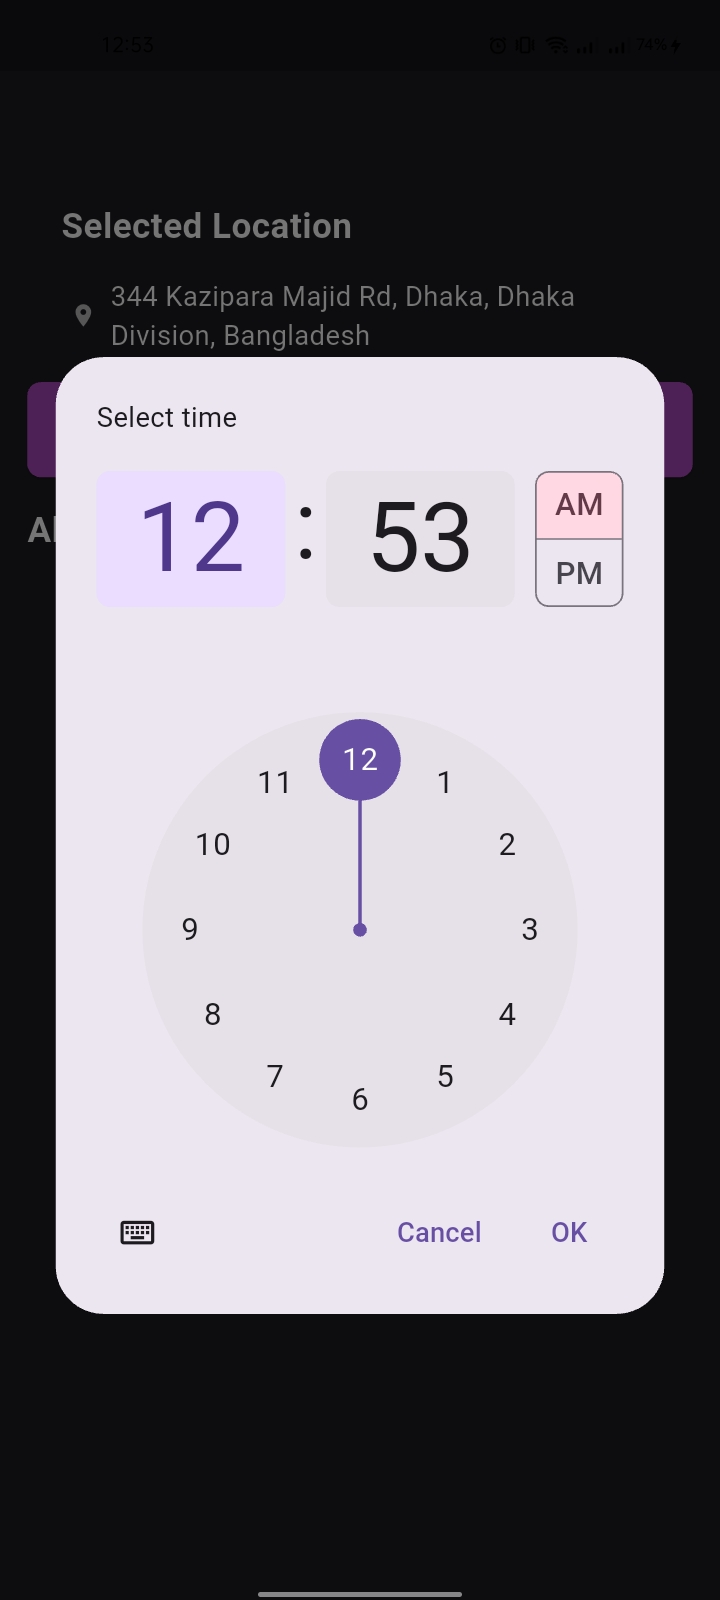 12:53
74%
Selected Location
344 Kazipara Majid Rd, Dhaka, Dhaka
Division, Bangladesh
Select time
12 : 53
AM
PM
12
1
2
3
4
5
6
7
8
9
10
11
Cancel
OK